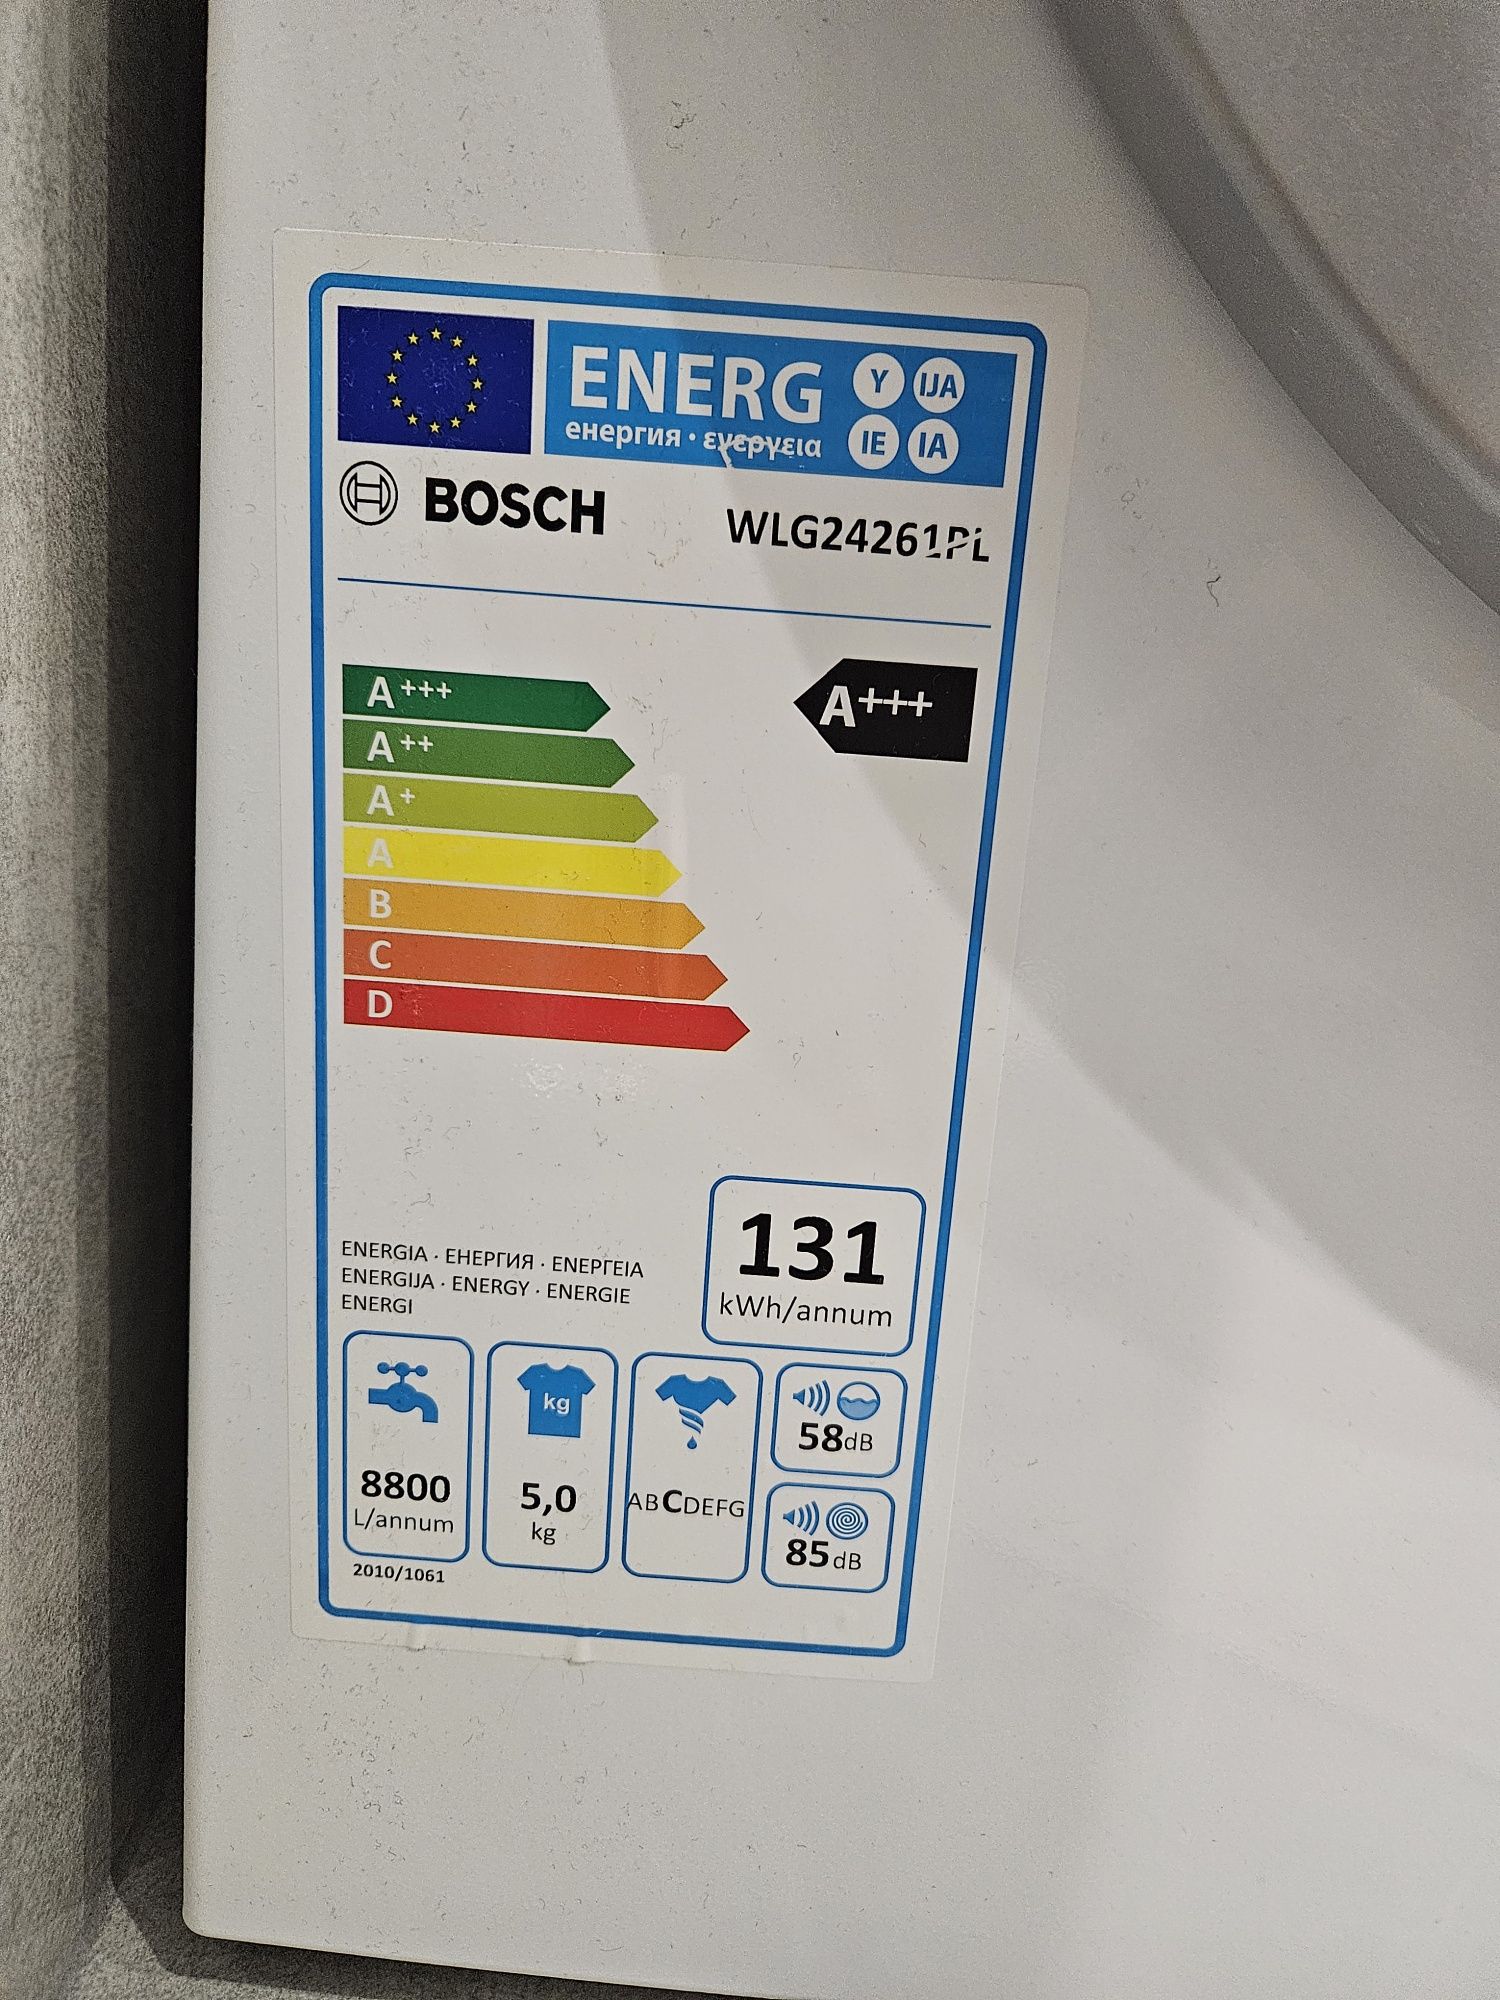 ENERG Y IJA
енергия · ενεργεια IE IA
BOSCH WLG24261PL
A+++
A+++
A++
A+
A
B
C
D
131
kWh/annum
ENERGIA · ЕНЕРГИЯ · ΕΝΕΡΓΕΙΑ
ENERGIJA · ENERGY · ENERGIE
ENERGI
8800
L/annum
kg
5,0
kg
ABCDEFG
58dB
85dB
2010/1061